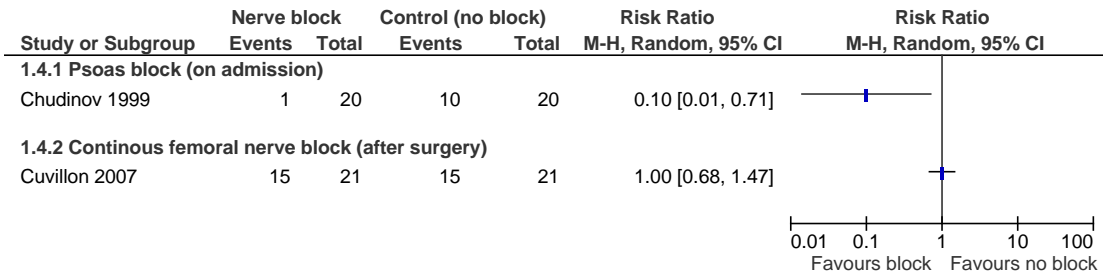 Nerve block Control (no block) Risk Ratio Risk Ratio
Study or Subgroup Events Total Events Total M-H, Random, 95% CI M-H, Random, 95% CI
1.4.1 Psoas block (on admission)
Chudinov 1999 1 20 10 20 0.10 [0.01, 0.71]
1.4.2 Continous femoral nerve block (after surgery)
Cuvillon 2007 15 21 15 21 1.00 [0.68, 1.47]
0.01 0.1 1 10 100
Favours block Favours no block